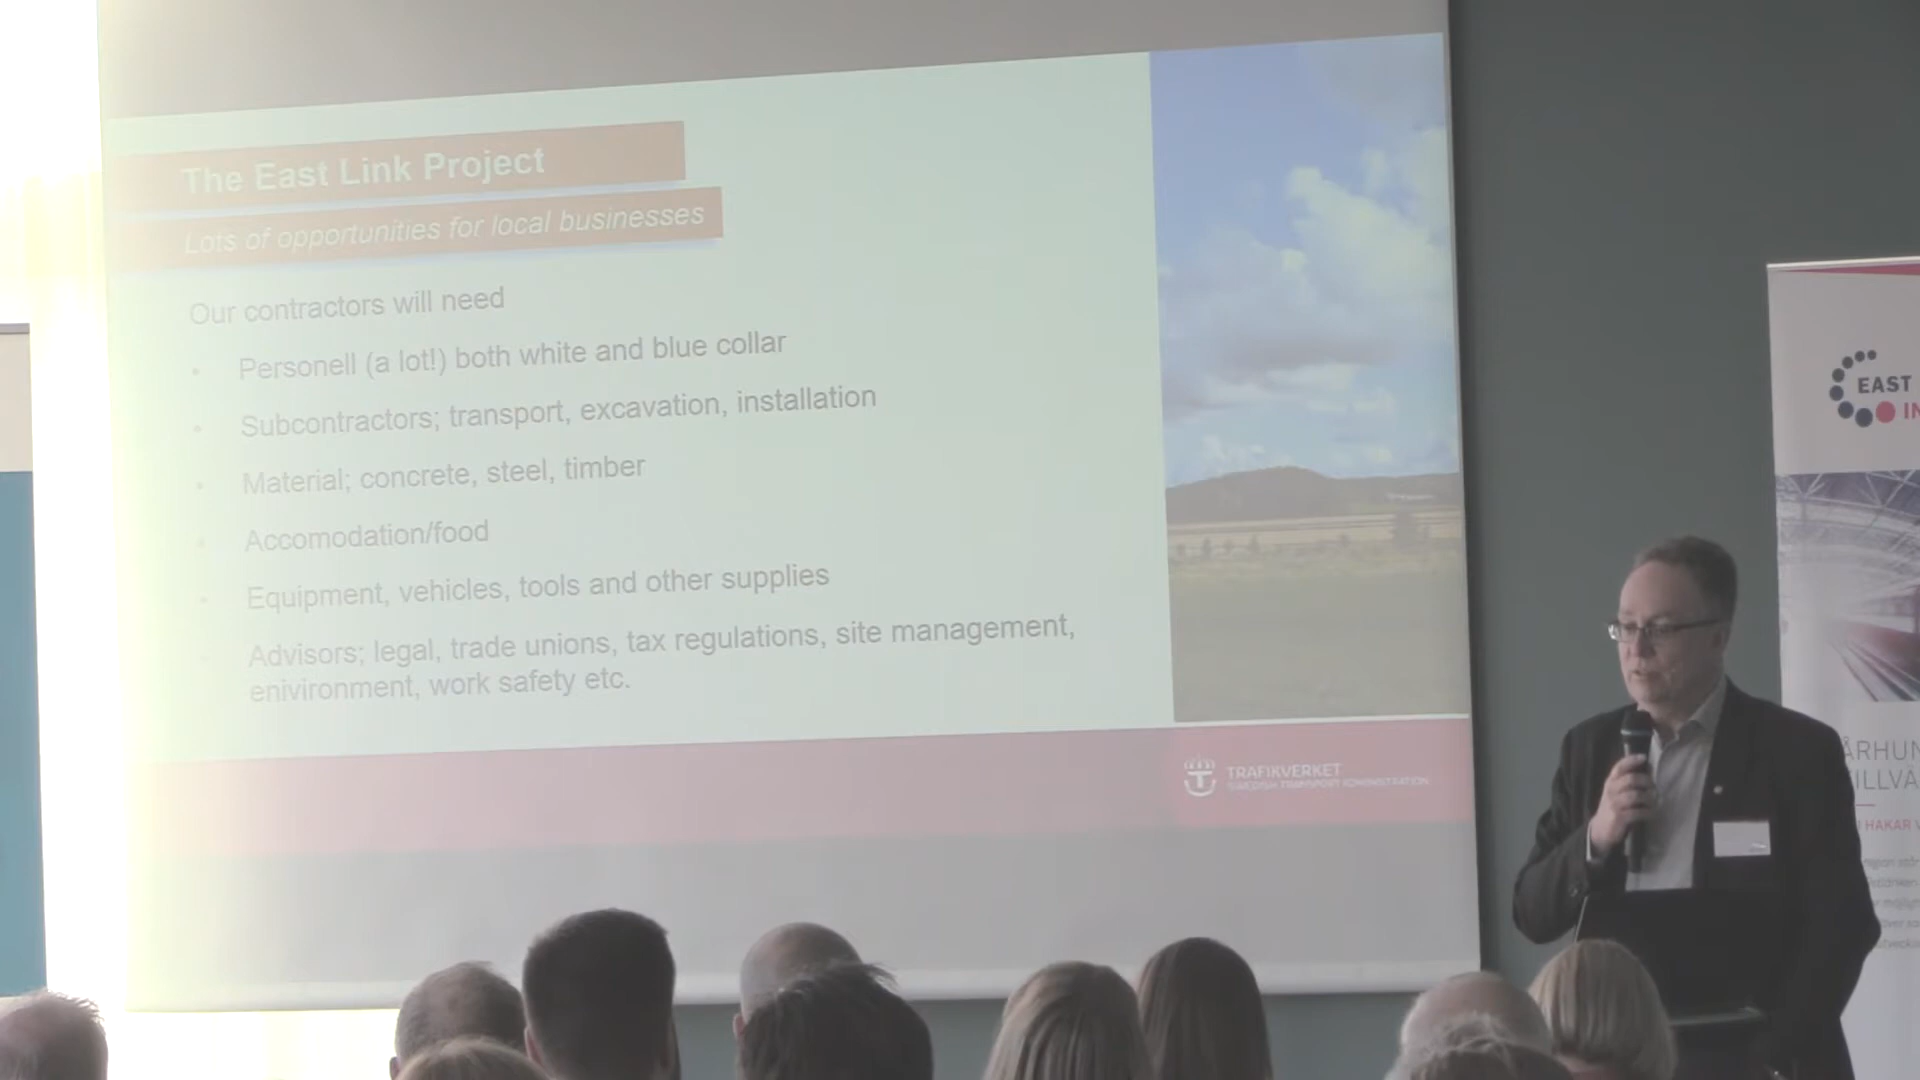 The East Link Project
Lots of opportunities for local businesses
Our contractors will need
• Personell (a lot!) both white and blue collar
• Subcontractors; transport, excavation, installation
• Material; concrete, steel, timber
• Accomodation/food
• Equipment, vehicles, tools and other supplies
• Advisors; legal, trade unions, tax regulations, site management,
enivironment, work safety etc.
TRAFIKVERKET
SWEDISH TRANSPORT ADMINISTRATION
EAST
IN
ÅRHUN
TILLVÄ
HAKAR